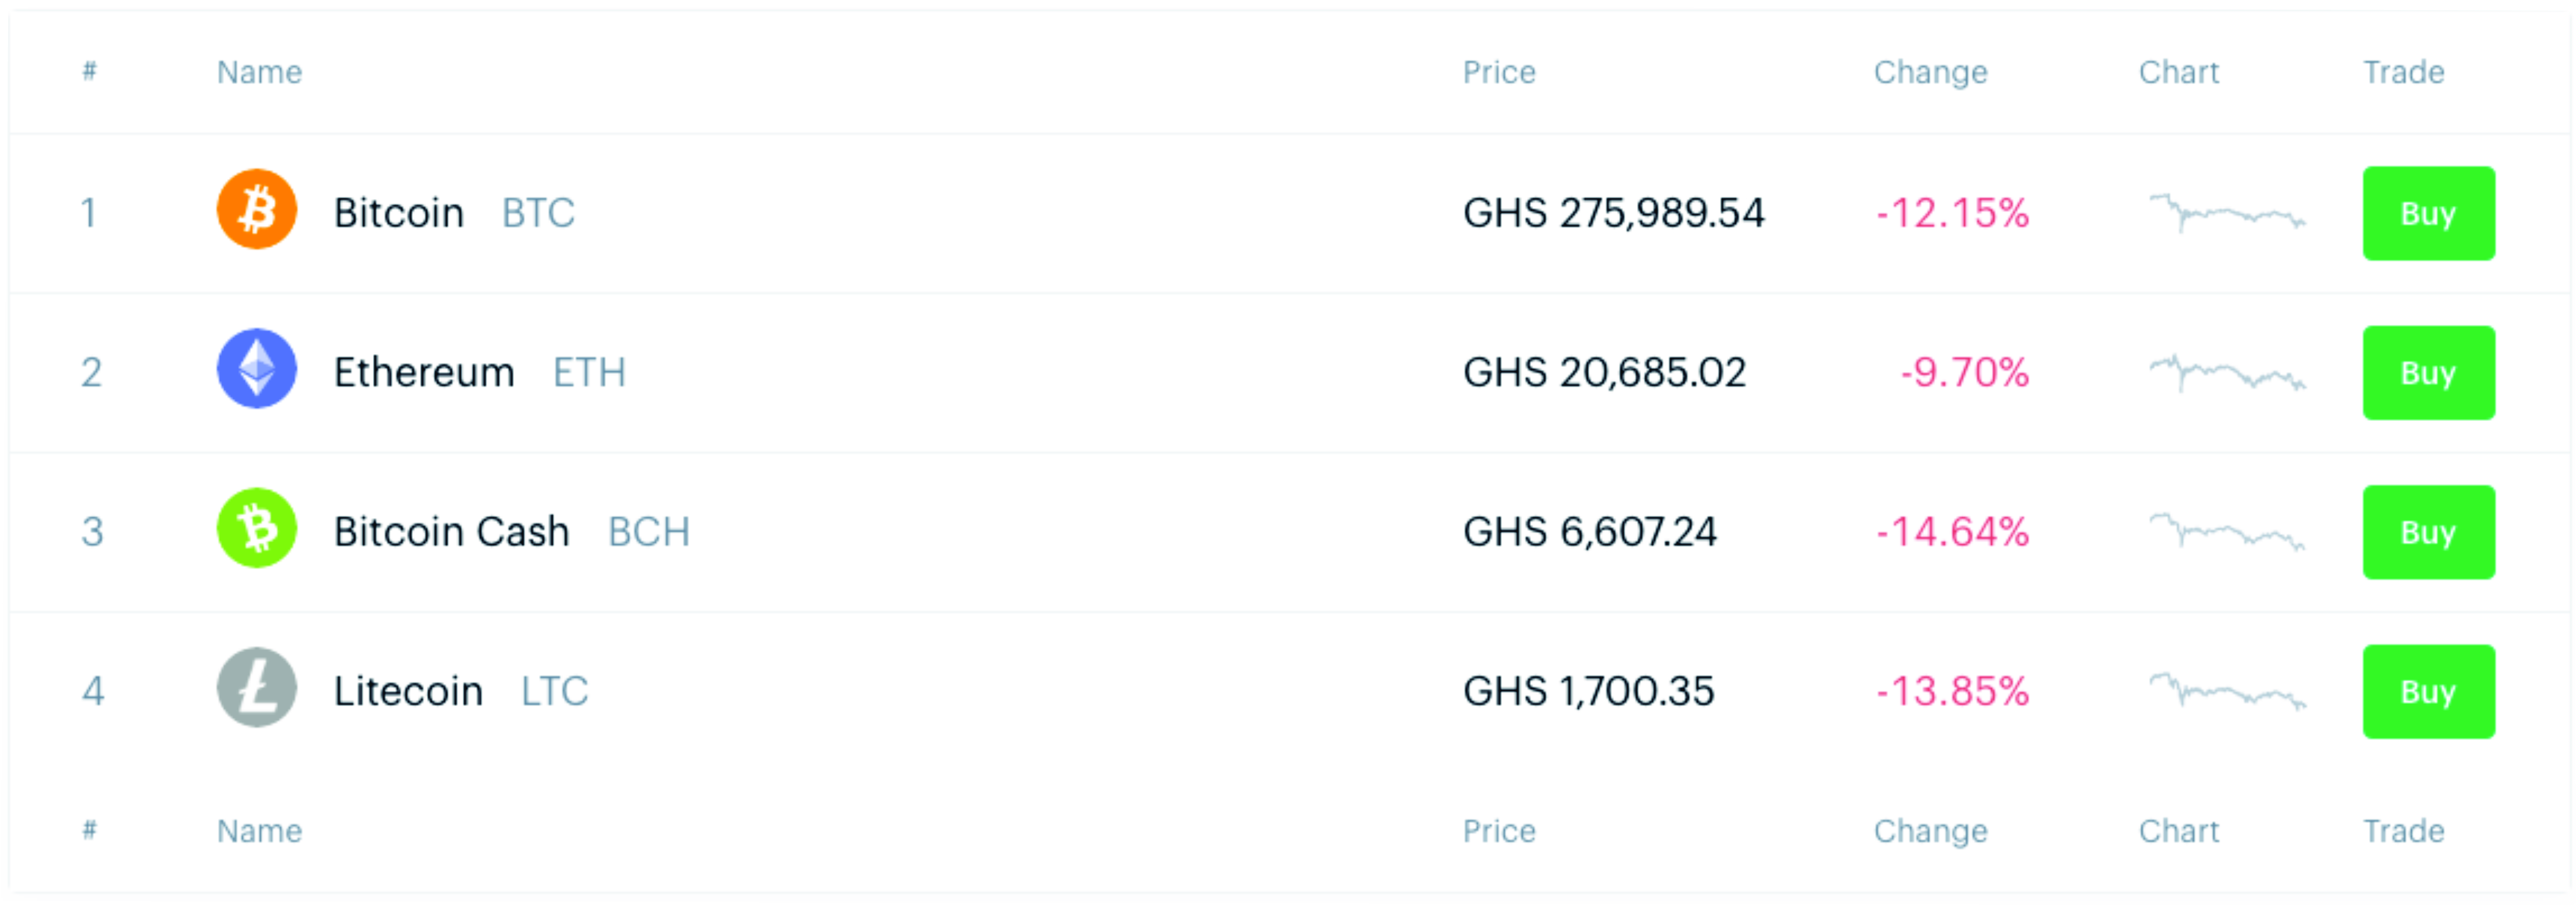 # Name Price Change Chart Trade
1 Bitcoin BTC GHS 275,989.54 -12.15% Buy
2 Ethereum ETH GHS 20,685.02 -9.70% Buy
3 Bitcoin Cash BCH GHS 6,607.24 -14.64% Buy
4 Litecoin LTC GHS 1,700.35 -13.85% Buy
# Name Price Change Chart Trade